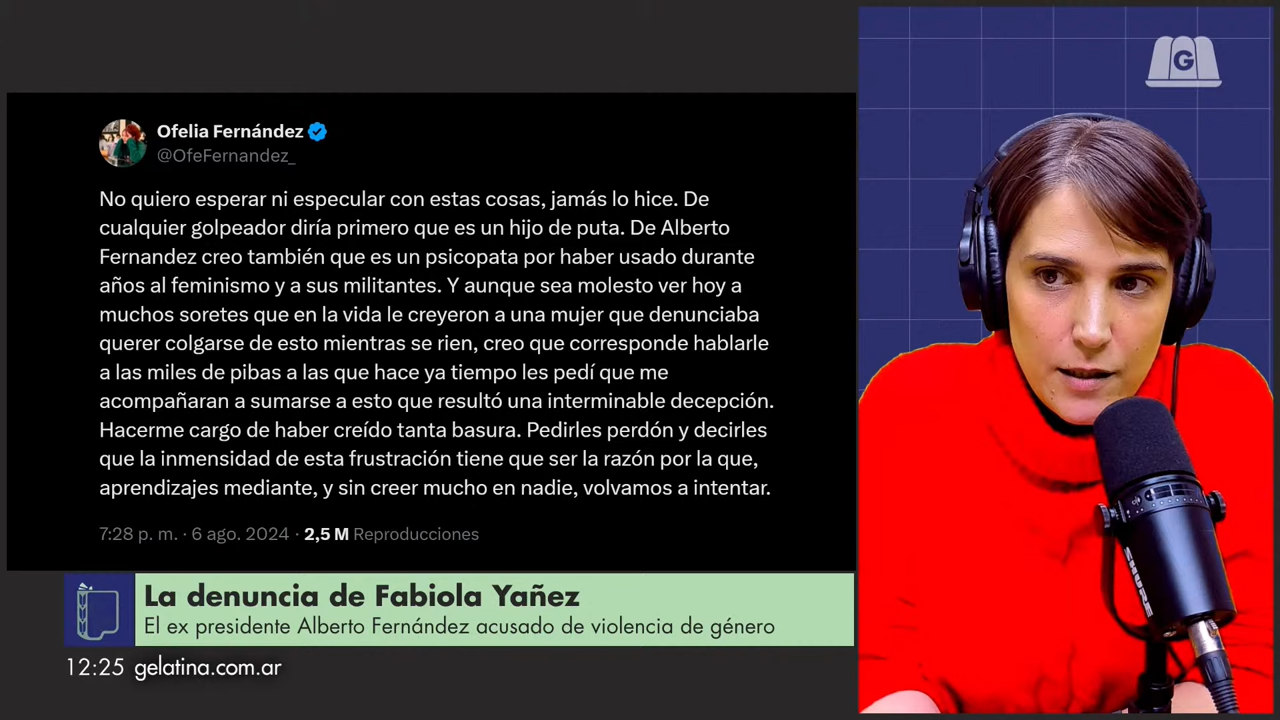 G
Ofelia Fernández
@OfeFernandez_
No quiero esperar ni especular con estas cosas, jamás lo hice. De
cualquier golpeador diría primero que es un hijo de puta. De Alberto
Fernandez creo también que es un psicopata por haber usado durante
años al feminismo y a sus militantes. Y aunque sea molesto ver hoy a
muchos soretes que en la vida le creyeron a una mujer que denunciaba
querer colgarse de esto mientras se rien, creo que corresponde hablarle
a las miles de pibas a las que hace ya tiempo les pedí que me
acompañaran a sumarse a esto que resultó una interminable decepción.
Hacerme cargo de haber creído tanta basura. Pedirles perdón y decirles
que la inmensidad de esta frustración tiene que ser la razón por la que,
aprendizajes mediante, y sin creer mucho en nadie, volvamos a intentar.
7:28 p. m. · 6 ago. 2024 · 2,5 M Reproducciones
La denuncia de Fabiola Yañez
El ex presidente Alberto Fernández acusado de violencia de género
12:25 gelatina.com.ar
SHURE